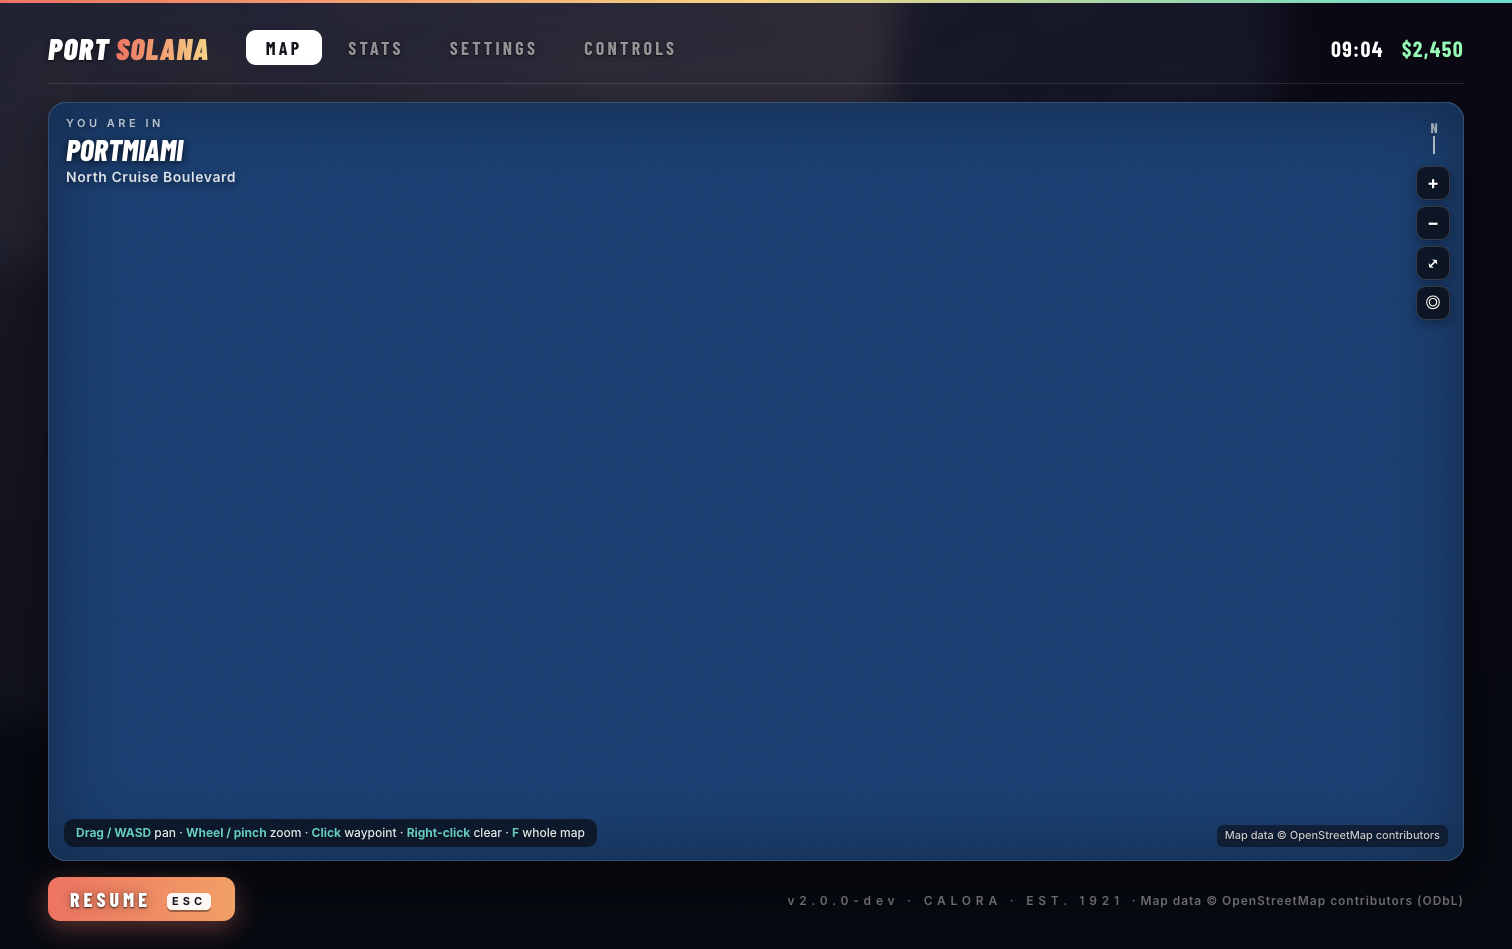 PORT SOLANA
MAP
STATS
SETTINGS
CONTROLS
09:04
$2,450
YOU ARE IN
PORTMIAMI
North Cruise Boulevard
N
+
−
⤢
◎
Drag / WASD pan · Wheel / pinch zoom · Click waypoint · Right-click clear · F whole map
Map data © OpenStreetMap contributors
RESUME ESC
v2.0.0-dev · CALORA · EST. 1921 · Map data © OpenStreetMap contributors (ODbL)